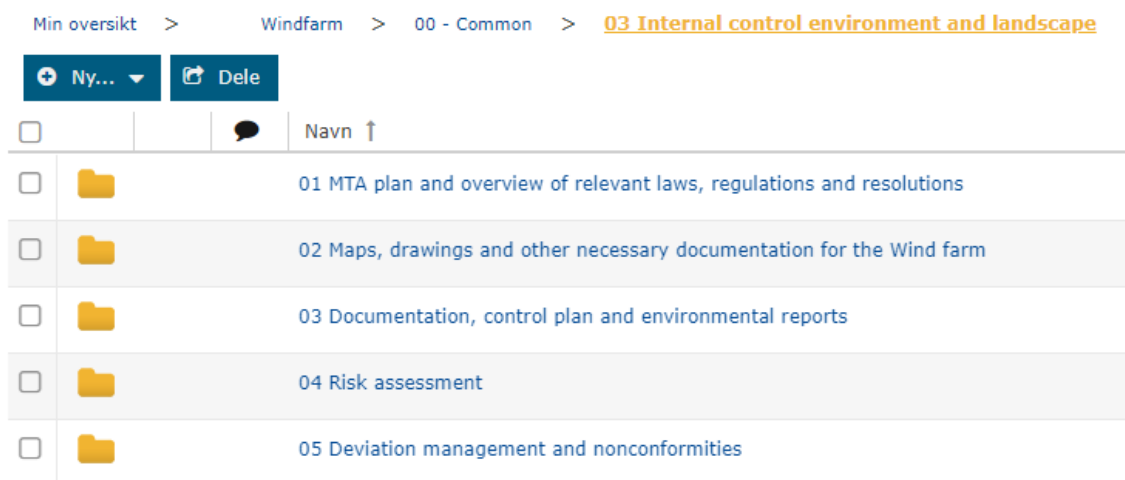 Min oversikt > Windfarm > 00 - Common > 03 Internal control environment and landscape
Ny... Dele
Navn ↑
01 MTA plan and overview of relevant laws, regulations and resolutions
02 Maps, drawings and other necessary documentation for the Wind farm
03 Documentation, control plan and environmental reports
04 Risk assessment
05 Deviation management and nonconformities